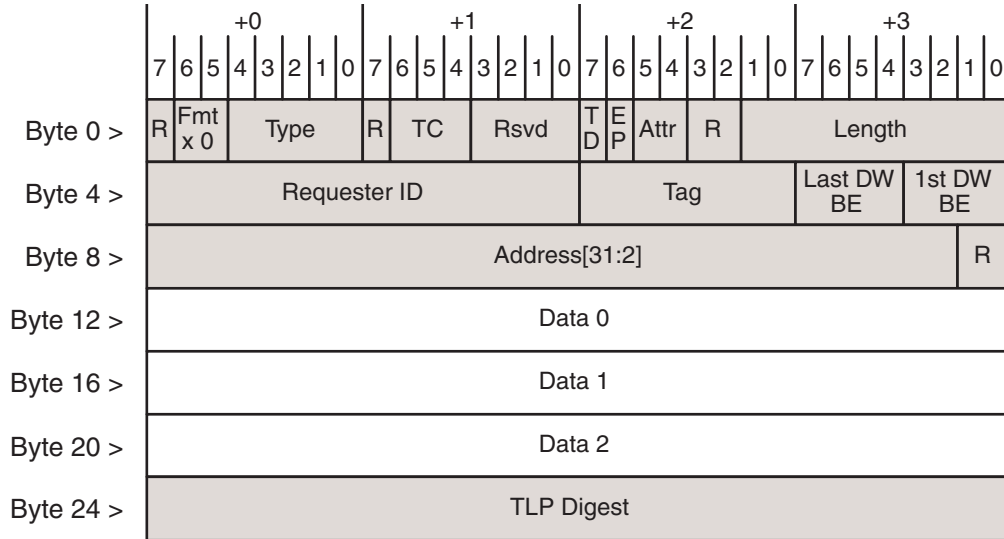 +0 +1 +2 +3
7 6 5 4 3 2 1 0 7 6 5 4 3 2 1 0 7 6 5 4 3 2 1 0 7 6 5 4 3 2 1 0
Byte 0 > R Fmt x 0 Type R TC Rsvd TD EP Attr R Length
Byte 4 > Requester ID Tag Last DW BE 1st DW BE
Byte 8 > Address[31:2] R
Byte 12 > Data 0
Byte 16 > Data 1
Byte 20 > Data 2
Byte 24 > TLP Digest